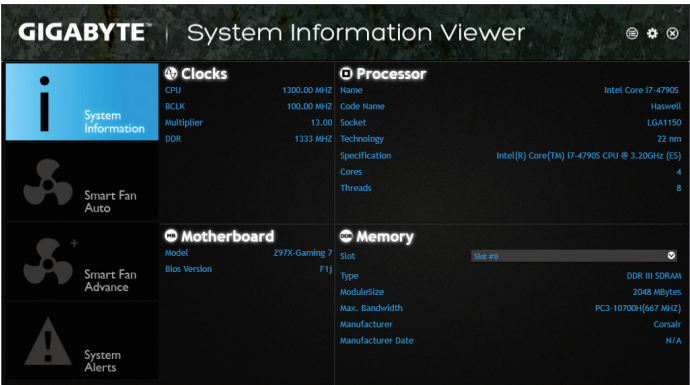 GIGABYTE™ | System Information Viewer
System
Information
Smart Fan
Auto
Smart Fan
Advance
System
Alerts
Clocks
CPU 1300.00 MHZ
BCLK 100.00 MHZ
Multiplier 13.00
DDR 1333 MHZ
Processor
Name Intel Core i7-4790S
Code Name Haswell
Socket LGA1150
Technology 22 nm
Specification Intel(R) Core(TM) i7-4790S CPU @ 3.20GHz (ES)
Cores 4
Threads 8
MB Motherboard
Model Z97X-Gaming 7
Bios Version F1j
DDR Memory
Slot Slot #0
Type DDR III SDRAM
ModuleSize 2048 MBytes
Max. Bandwidth PC3-10700H(667 MHZ)
Manufacturer Corsair
Manufacturer Date N/A